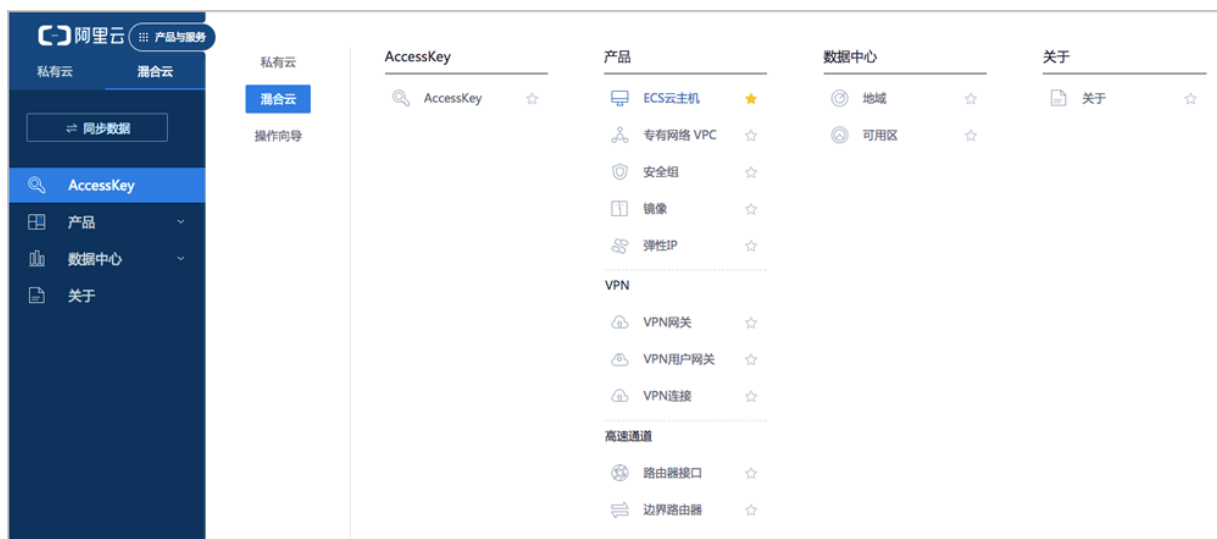 阿里云
产品与服务
私有云
混合云
同步数据
AccessKey
产品
数据中心
关于
私有云
混合云
操作向导
AccessKey
AccessKey
产品
ECS云主机
专有网络 VPC
安全组
镜像
弹性IP
VPN
VPN网关
VPN用户网关
VPN连接
高速通道
路由器接口
边界路由器
数据中心
地域
可用区
关于
关于